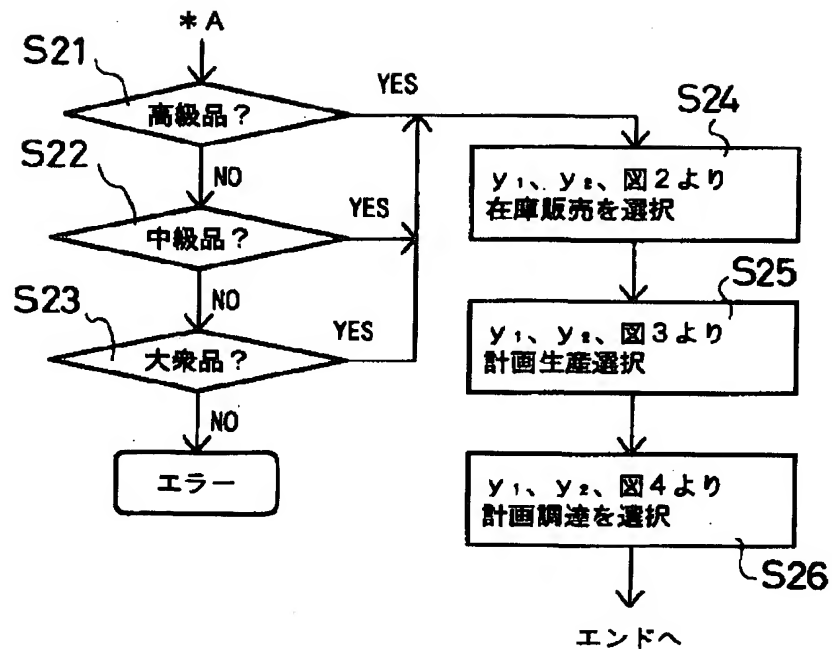 *A
S21
高級品?
YES
S22
NO
中級品?
YES
S23
NO
大衆品?
YES
NO
エラー
S24
y₁、y₂、図2より
在庫販売を選択
S25
y₁、y₂、図3より
計画生産選択
y₁、y₂、図4より
計画調達を選択
S26
エンドへ